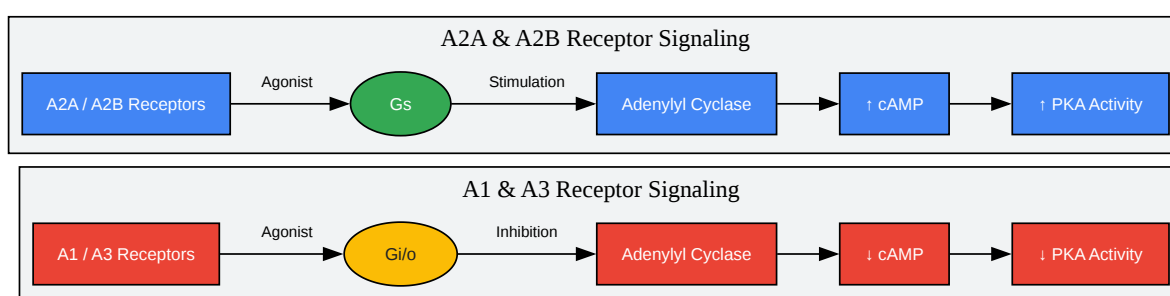 A2A & A2B Receptor Signaling
A2A / A2B Receptors
Agonist
Gs
Stimulation
Adenylyl Cyclase
↑ cAMP
↑ PKA Activity
A1 & A3 Receptor Signaling
A1 / A3 Receptors
Agonist
Gi/o
Inhibition
Adenylyl Cyclase
↓ cAMP
↓ PKA Activity